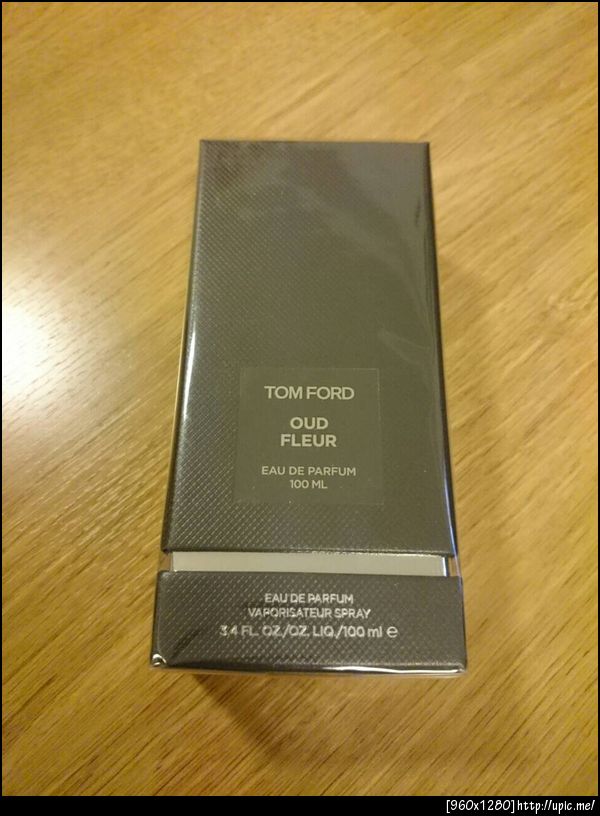 TOM FORD
OUD
FLEUR
EAU DE PARFUM
100 ML
EAU DE PARFUM
VAPORISATEUR SPRAY
3.4 FL. OZ./OZ. LIQ./100 ml e
[960x1280]http://upic.me/